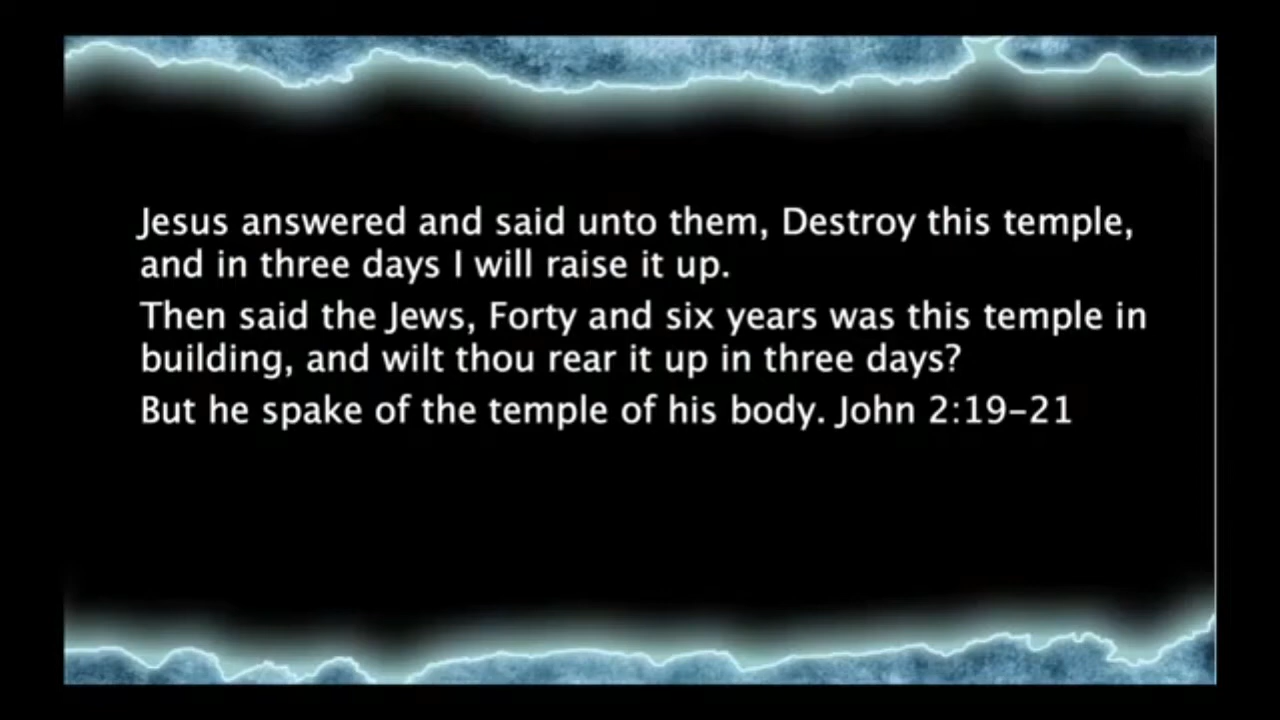 Jesus answered and said unto them, Destroy this temple,
and in three days I will raise it up.
Then said the Jews, Forty and six years was this temple in
building, and wilt thou rear it up in three days?
But he spake of the temple of his body. John 2:19-21